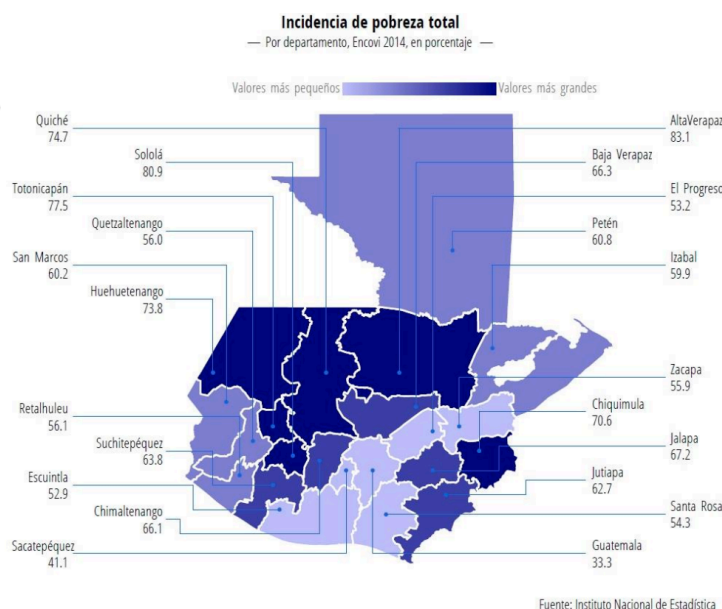 Incidencia de pobreza total
— Por departamento, Encovi 2014, en porcentaje —
Valores más pequeños
Valores más grandes
Quiché
74.7
Sololá
80.9
Totonicapán
77.5
Quetzaltenango
56.0
San Marcos
60.2
Huehuetenango
73.8
Retalhuleu
56.1
Suchitepéquez
63.8
Escuintla
52.9
Chimaltenango
66.1
Sacatepéquez
41.1
AltaVerapaz
83.1
Baja Verapaz
66.3
El Progreso
53.2
Petén
60.8
Izabal
59.9
Zacapa
55.9
Chiquimula
70.6
Jalapa
67.2
Jutiapa
62.7
Santa Rosa
54.3
Guatemala
33.3
Fuente: Instituto Nacional de Estadística